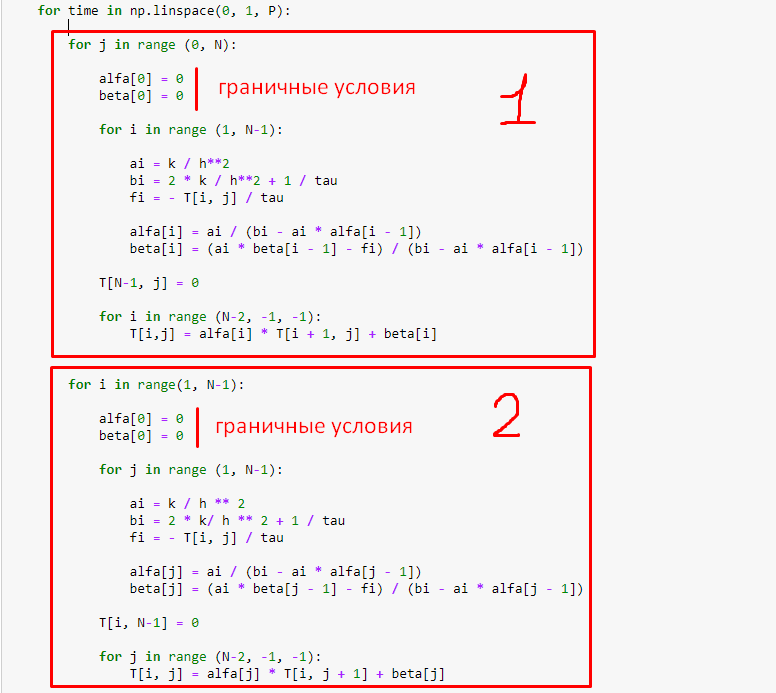 for time in np.linspace(0, 1, P):
for j in range (0, N):
alfa[0] = 0
beta[0] = 0
граничные условия
1
for i in range (1, N-1):
ai = k / h**2
bi = 2 * k / h**2 + 1 / tau
fi = - T[i, j] / tau
alfa[i] = ai / (bi - ai * alfa[i - 1])
beta[i] = (ai * beta[i - 1] - fi) / (bi - ai * alfa[i - 1])
T[N-1, j] = 0
for i in range (N-2, -1, -1):
T[i,j] = alfa[i] * T[i + 1, j] + beta[i]
for i in range(1, N-1):
alfa[0] = 0
beta[0] = 0
граничные условия
2
for j in range (1, N-1):
ai = k / h ** 2
bi = 2 * k/ h ** 2 + 1 / tau
fi = - T[i, j] / tau
alfa[j] = ai / (bi - ai * alfa[j - 1])
beta[j] = (ai * beta[j - 1] - fi) / (bi - ai * alfa[j - 1])
T[i, N-1] = 0
for j in range (N-2, -1, -1):
T[i, j] = alfa[j] * T[i, j + 1] + beta[j]